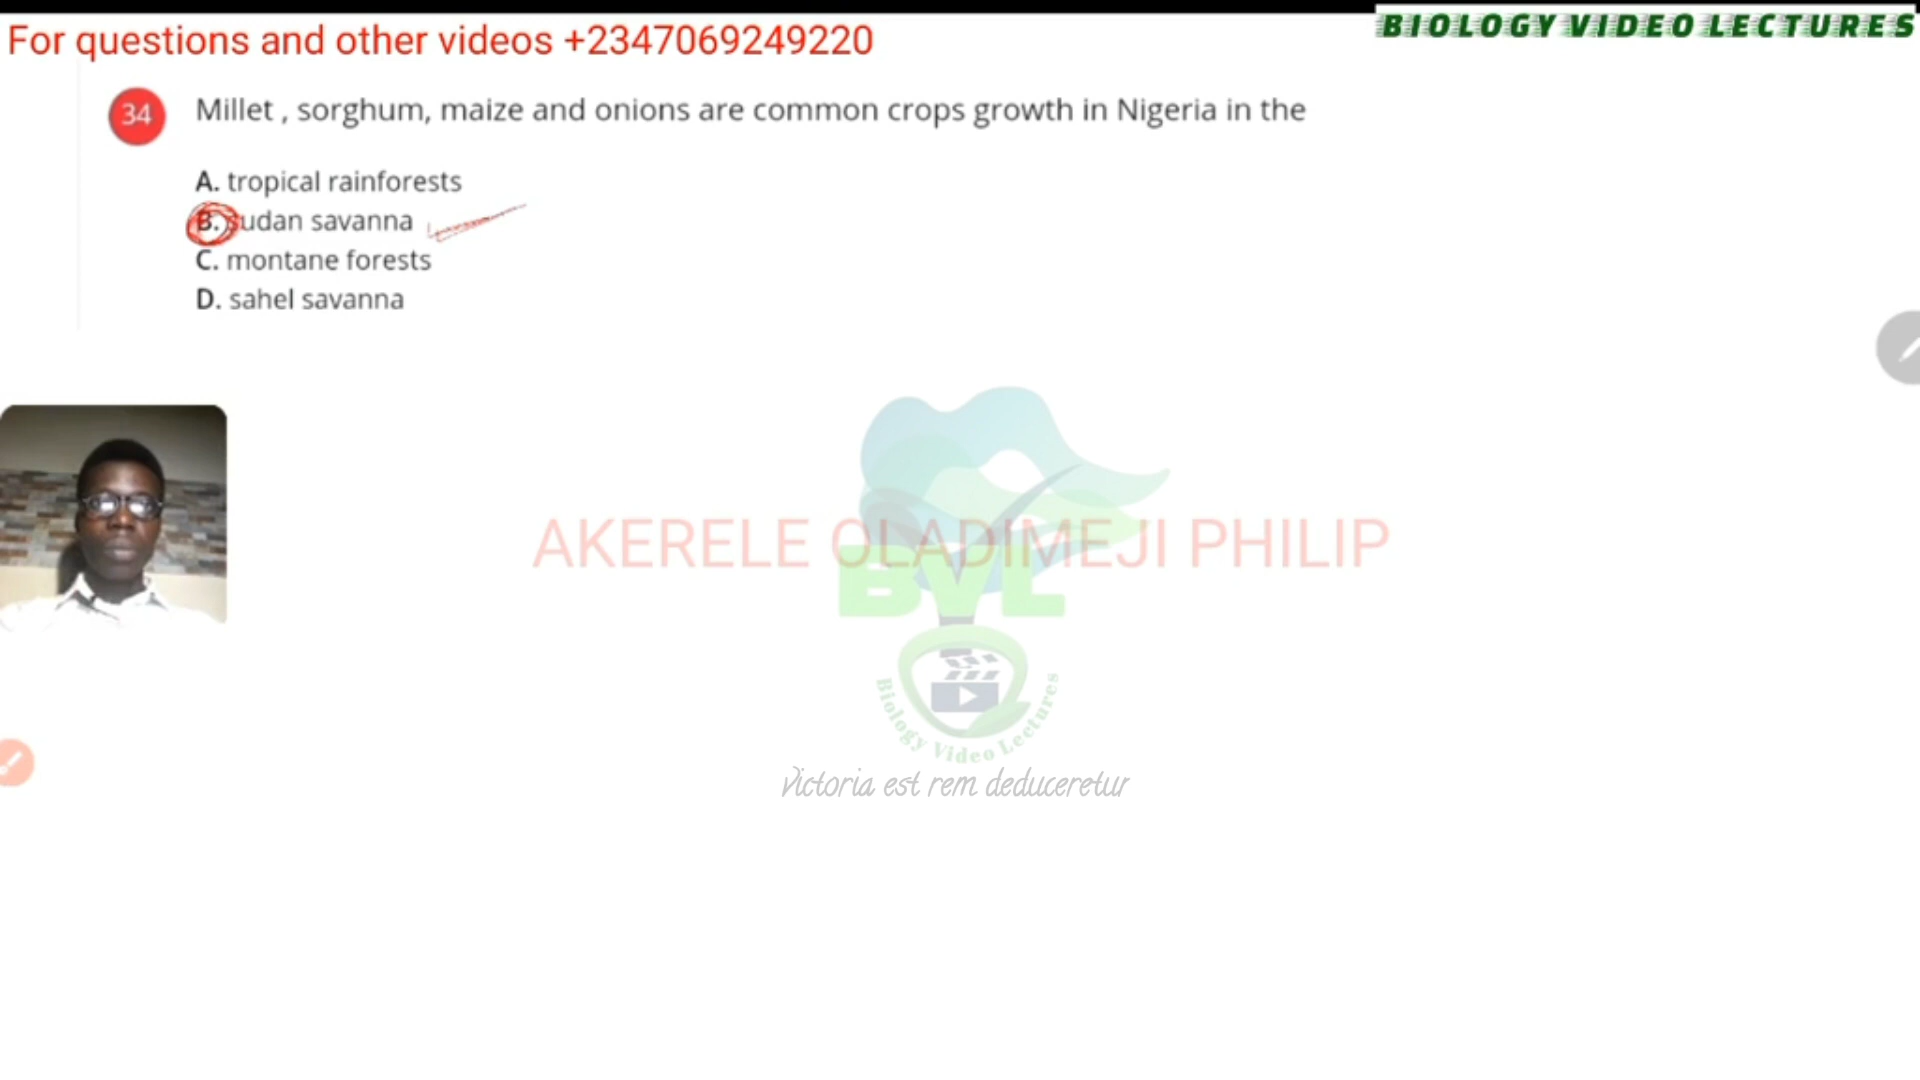 BIOLOGY VIDEO LECTURES
For questions and other videos +2347069249220
34 Millet , sorghum, maize and onions are common crops growth in Nigeria in the
A. tropical rainforests
B. sudan savanna
C. montane forests
D. sahel savanna
AKERELE OLADIMEJI PHILIP
BVL
Biology Video Lectures
Victoria est rem deduceretur